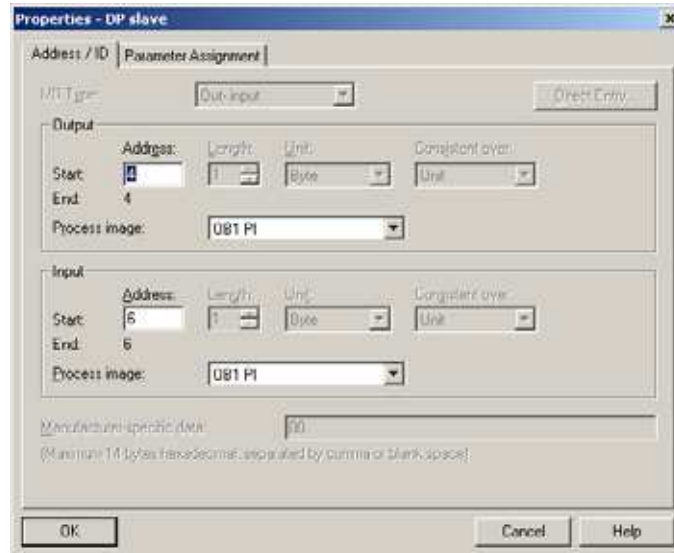 Properties - DP slave
Address / ID Parameter Assignment
I/O Type: Out- input Direct Entry...
Output
Address: Length: Unit: Consistent over:
Start: 4 1 Byte Unit
End: 4
Process image: OB1 PI
Input
Address: Length: Unit: Consistent over:
Start: 6 1 Byte Unit
End: 6
Process image: OB1 PI
Manufacturer-specific data: 00
(Maximum 14 bytes hexadecimal, separated by comma or blank space)
OK Cancel Help